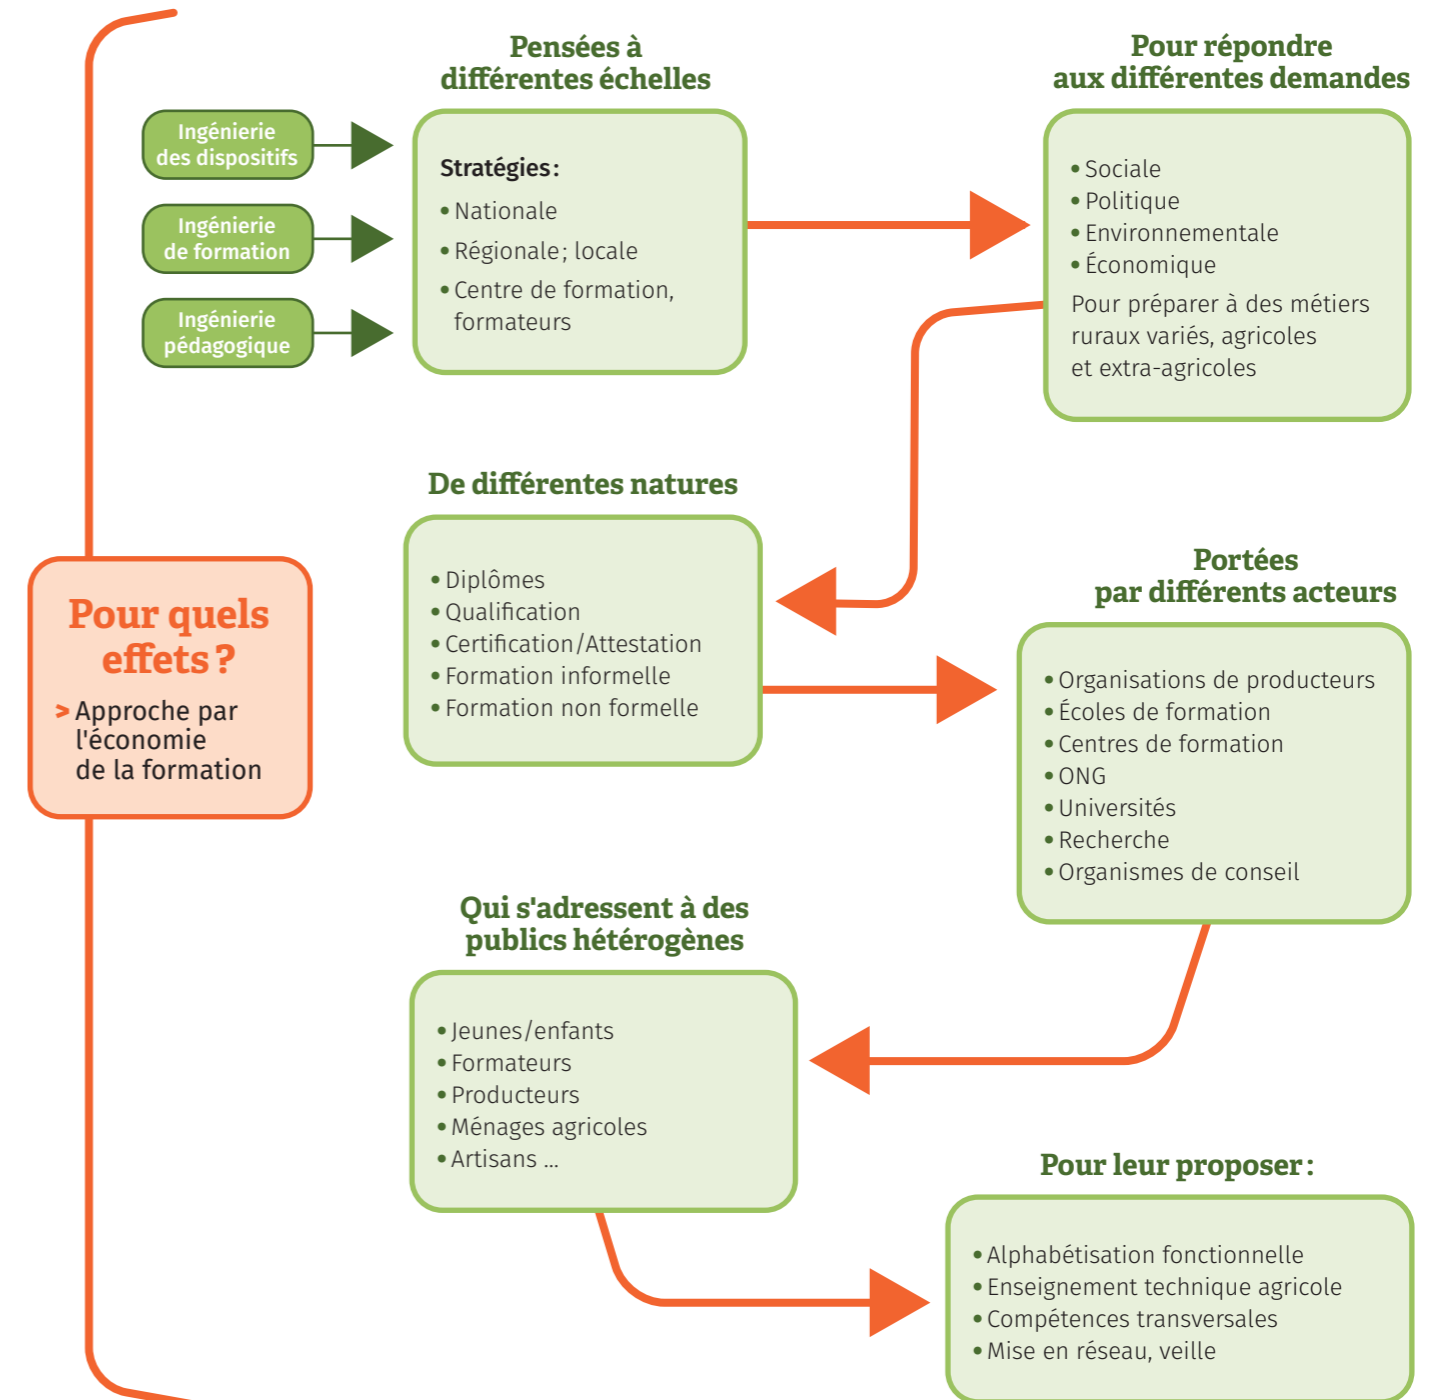 Pensées à
différentes échelles
Ingénierie
des dispositifs
Ingénierie
de formation
Ingénierie
pédagogique
Stratégies :
• Nationale
• Régionale ; locale
• Centre de formation,
formateurs
Pour répondre
aux différentes demandes
• Sociale
• Politique
• Environnementale
• Économique
Pour préparer à des métiers
ruraux variés, agricoles
et extra-agricoles
De différentes natures
• Diplômes
• Qualification
• Certification/Attestation
• Formation informelle
• Formation non formelle
Pour quels
effets ?
> Approche par
l'économie
de la formation
Portées
par différents acteurs
• Organisations de producteurs
• Écoles de formation
• Centres de formation
• ONG
• Universités
• Recherche
• Organismes de conseil
Qui s'adressent à des
publics hétérogènes
• Jeunes/enfants
• Formateurs
• Producteurs
• Ménages agricoles
• Artisans ...
Pour leur proposer :
• Alphabétisation fonctionnelle
• Enseignement technique agricole
• Compétences transversales
• Mise en réseau, veille